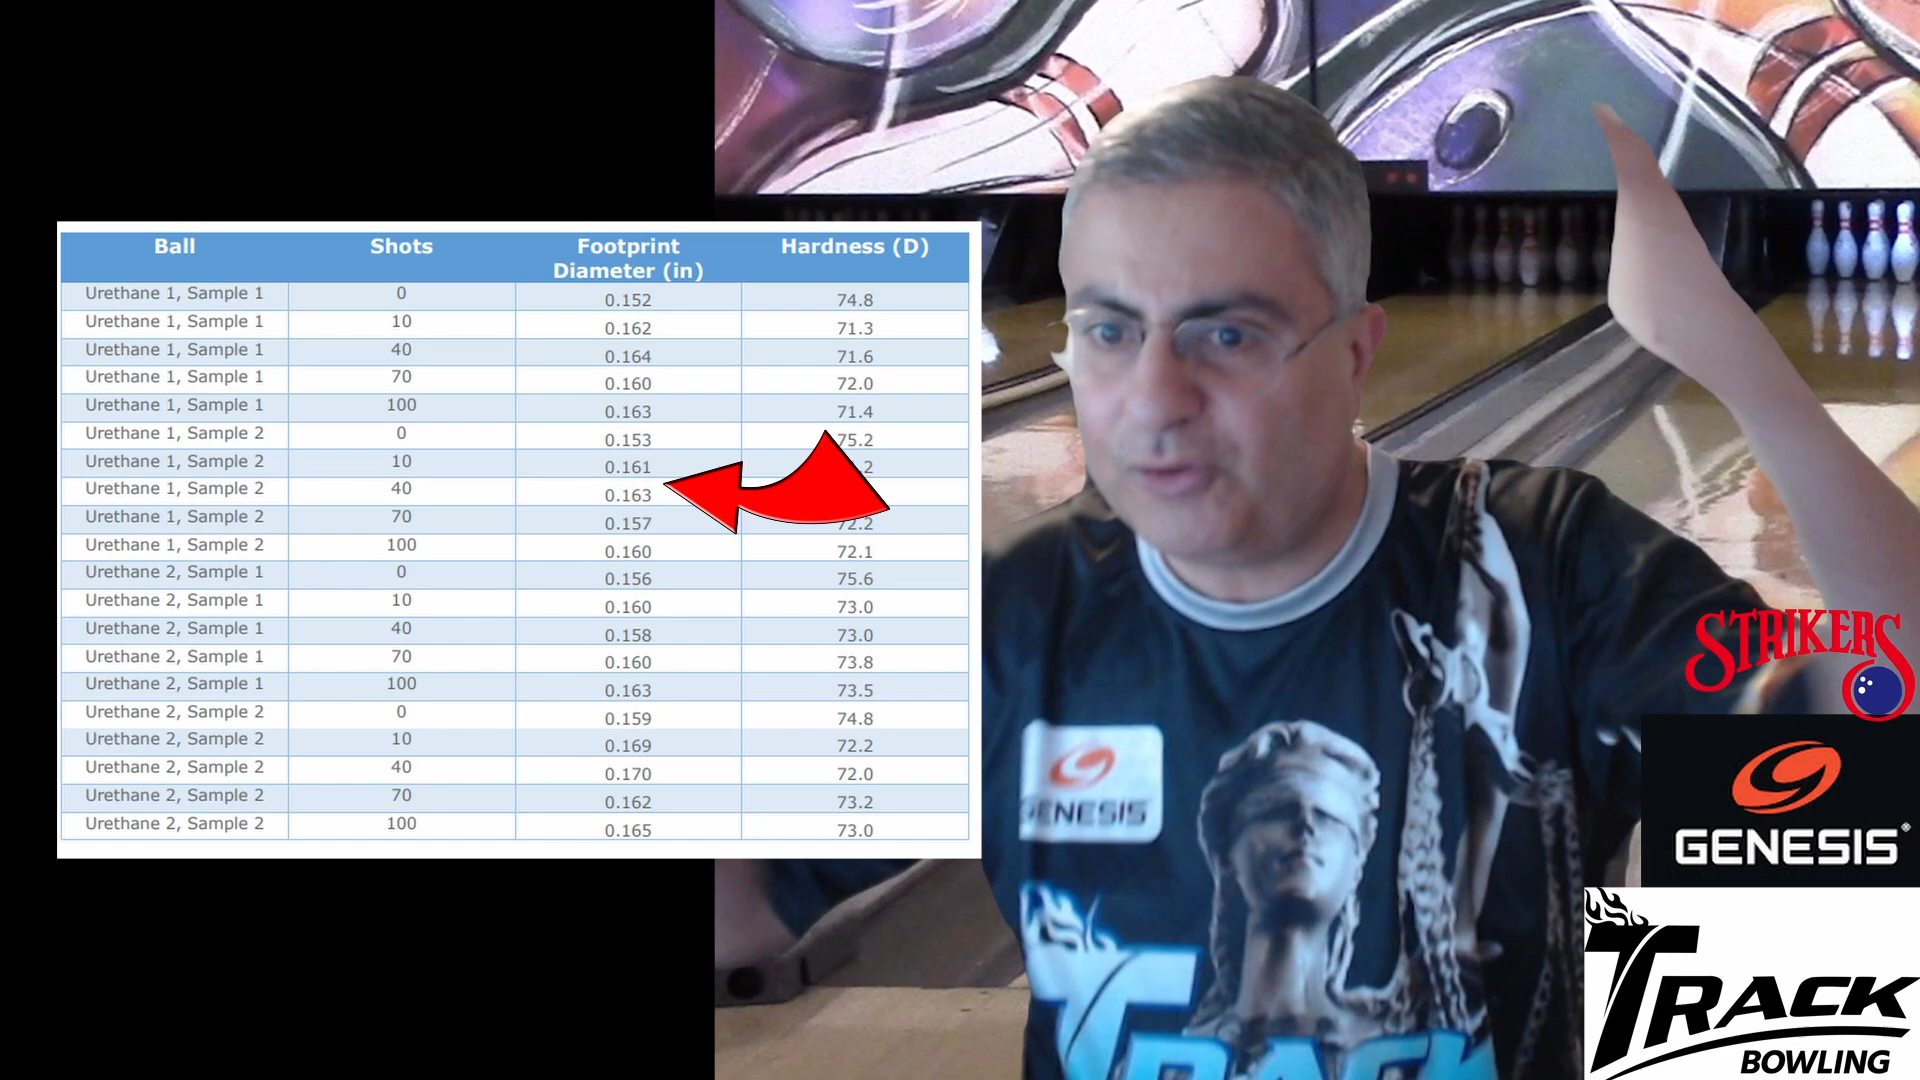 Ball Shots Footprint Diameter (in) Hardness (D)
Urethane 1, Sample 1 0 0.152 74.8
Urethane 1, Sample 1 10 0.162 71.3
Urethane 1, Sample 1 40 0.164 71.6
Urethane 1, Sample 1 70 0.160 72.0
Urethane 1, Sample 1 100 0.163 71.4
Urethane 1, Sample 2 0 0.153 75.2
Urethane 1, Sample 2 10 0.161 .2
Urethane 1, Sample 2 40 0.163
Urethane 1, Sample 2 70 0.157 72.2
Urethane 1, Sample 2 100 0.160 72.1
Urethane 2, Sample 1 0 0.156 75.6
Urethane 2, Sample 1 10 0.160 73.0
Urethane 2, Sample 1 40 0.158 73.0
Urethane 2, Sample 1 70 0.160 73.8
Urethane 2, Sample 1 100 0.163 73.5
Urethane 2, Sample 2 0 0.159 74.8
Urethane 2, Sample 2 10 0.169 72.2
Urethane 2, Sample 2 40 0.170 72.0
Urethane 2, Sample 2 70 0.162 73.2
Urethane 2, Sample 2 100 0.165 73.0
GENESIS
TRACK
STRIKERS
GENESIS®
TRACK
BOWLING